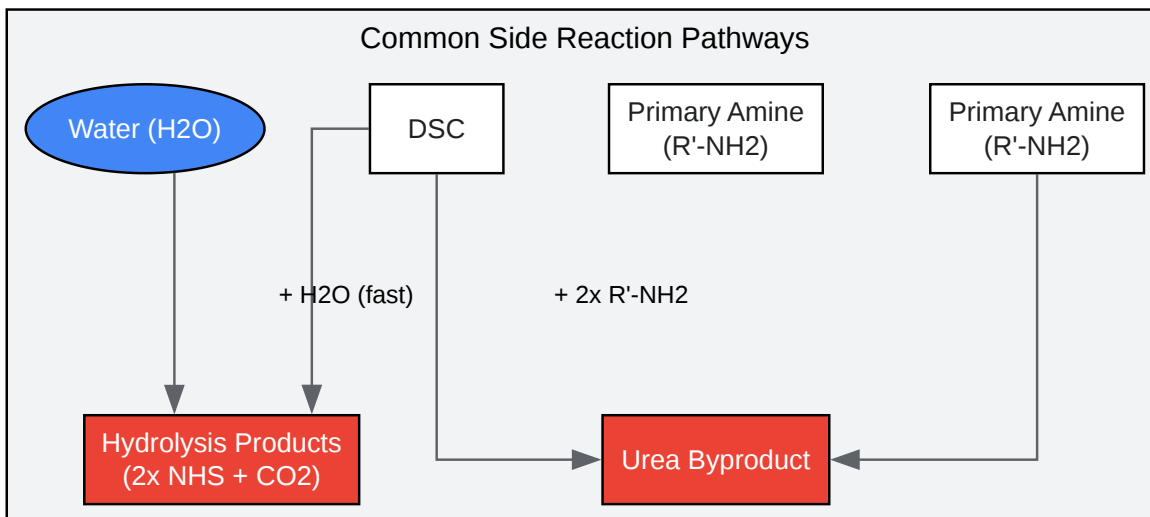 Common Side Reaction Pathways
Water (H2O)
DSC
Primary Amine
(R'-NH2)
Primary Amine
(R'-NH2)
+ H2O (fast)
+ 2x R'-NH2
Hydrolysis Products
(2x NHS + CO2)
Urea Byproduct